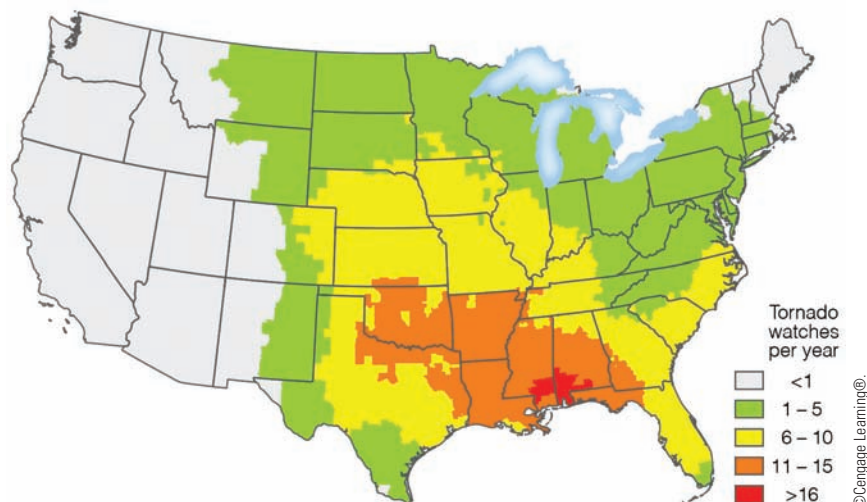 Tornado
watches
per year
<1
1 – 5
6 – 10
11 – 15
>16
© Cengage Learning®.